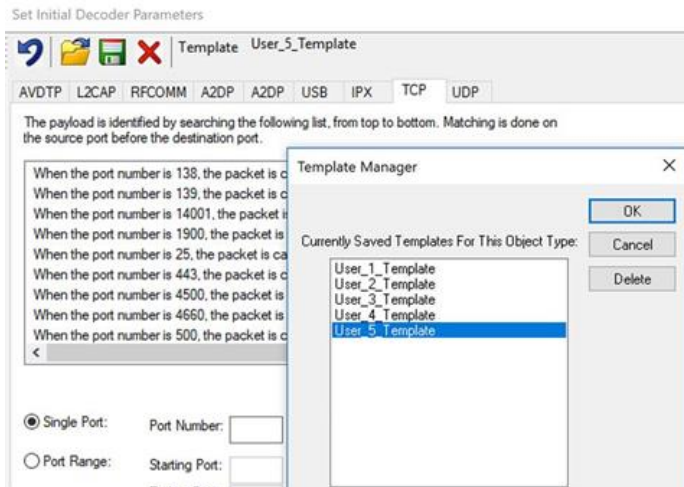 Set Initial Decoder Parameters
Template User_5_Template
AVDTP L2CAP RFCOMM A2DP A2DP USB IPX TCP UDP
The payload is identified by searching the following list, from top to bottom. Matching is done on
the source port before the destination port.
When the port number is 138, the packet is c
When the port number is 139, the packet is c
When the port number is 14001, the packet i
When the port number is 1900, the packet is
When the port number is 25, the packet is ca
When the port number is 443, the packet is c
When the port number is 4500, the packet is
When the port number is 4660, the packet is
When the port number is 500, the packet is c
Single Port: Port Number:
Port Range: Starting Port:
Template Manager
OK
Currently Saved Templates For This Object Type:
Cancel
Delete
User_1_Template
User_2_Template
User_3_Template
User_4_Template
User_5_Template